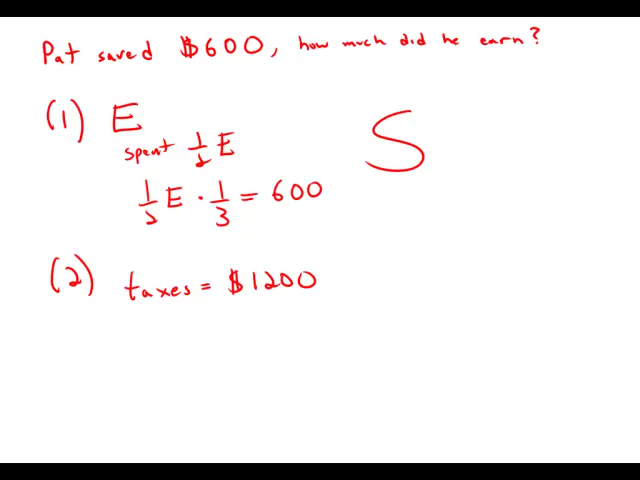 Pat saved $600, how much did he earn?
(1) E
S
spent 1/2 E
1/2 E · 1/3 = 600
(2) taxes = $1200